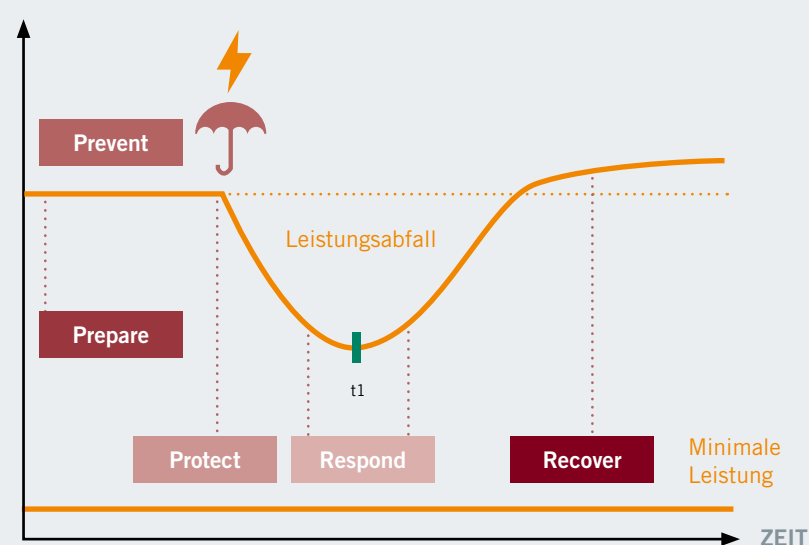 Prevent
Leistungsabfall
Prepare
t1
Protect
Respond
Recover
Minimale
Leistung
ZEIT